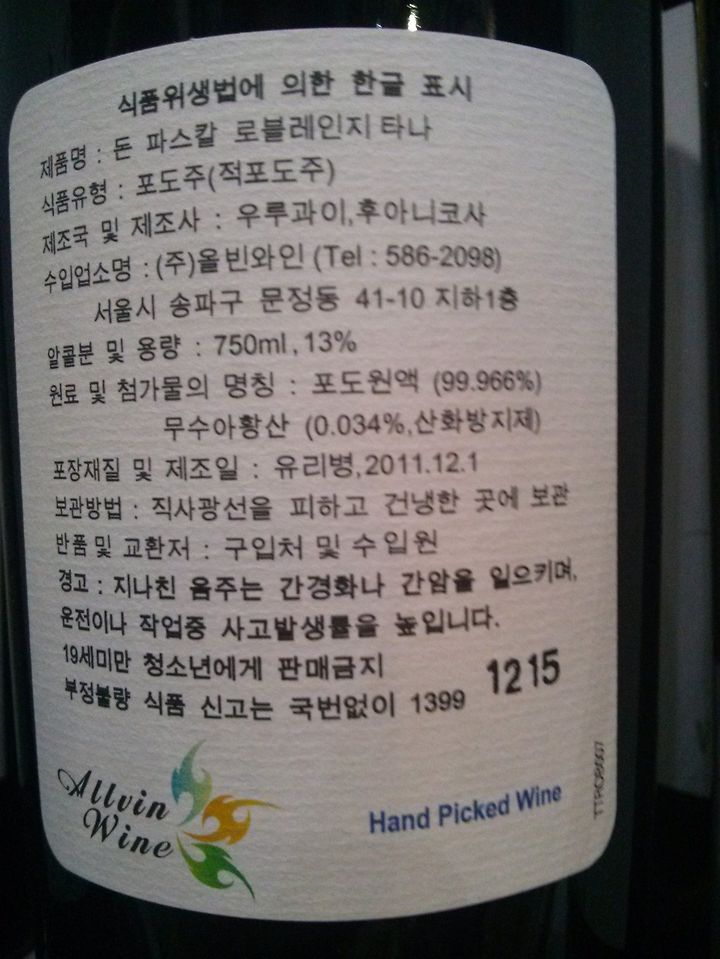 식품위생법에 의한 한글 표시
제품명 : 돈 파스칼 로블레인지 타나
식품유형 : 포도주(적포도주)
제조국 및 제조사 : 우루과이,후아니코사
수입업소명 : (주)올빈와인 (Tel : 586-2098)
서울시 송파구 문정동 41-10 지하1층
알콜분 및 용량 : 750ml, 13%
원료 및 첨가물의 명칭 : 포도원액 (99.966%)
무수아황산 (0.034%,산화방지제)
포장재질 및 제조일 : 유리병,2011.12.1
보관방법 : 직사광선을 피하고 건냉한 곳에 보관
반품 및 교환저 : 구입처 및 수입원
경고 : 지나친 음주는 간경화나 간암을 일으키며,
운전이나 작업중 사고발생률을 높입니다.
19세미만 청소년에게 판매금지
부정불량 식품 신고는 국번없이 1399
1215
Allvin
Wine
Hand Picked Wine